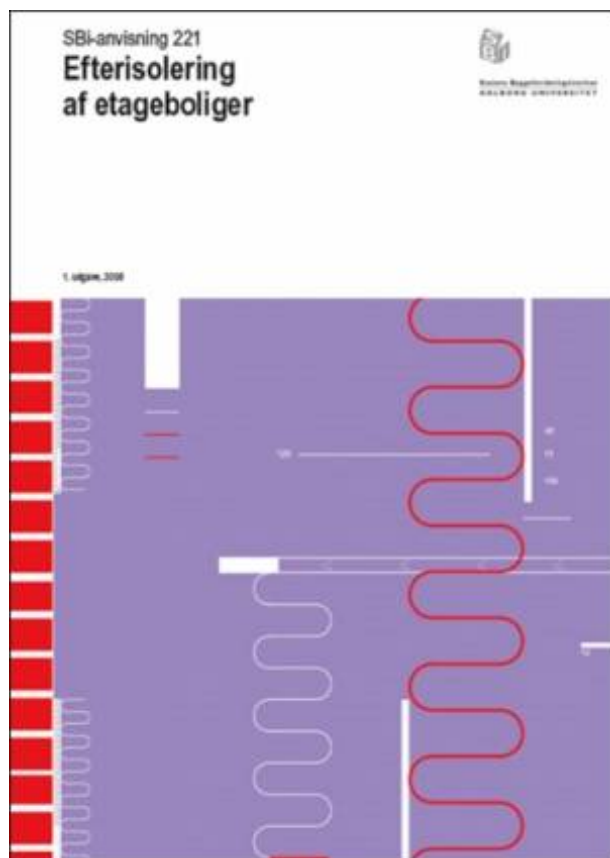 SBi-anvisning 221
Efterisolering
af etageboliger
Statens Byggeforskningsinstitut
AALBORG UNIVERSITET
1. udgave, 2008